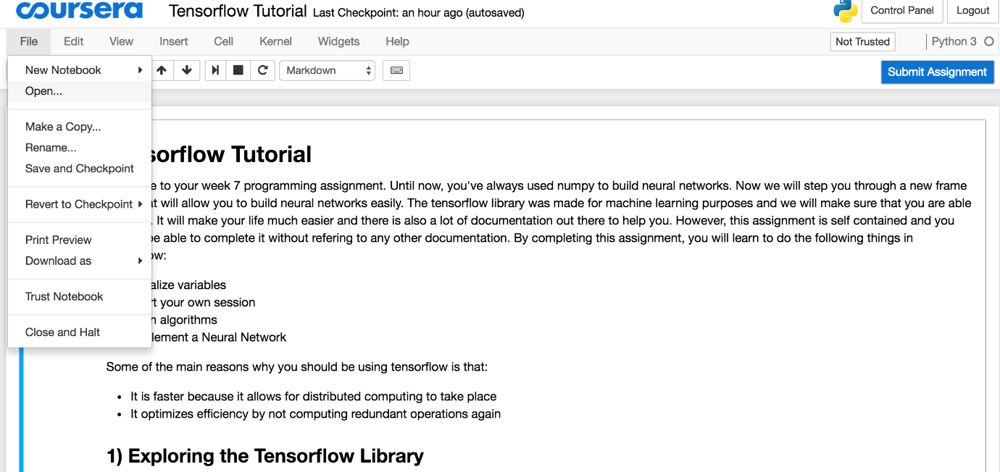 coursera
Tensorflow Tutorial Last Checkpoint: an hour ago (autosaved)
Control Panel
Logout
File Edit View Insert Cell Kernel Widgets Help
Not Trusted
Python 3
New Notebook
Open...
Make a Copy...
Rename...
Save and Checkpoint
Revert to Checkpoint
Print Preview
Download as
Trust Notebook
Close and Halt
Markdown
Submit Assignment
sorflow Tutorial
e to your week 7 programming assignment. Until now, you've always used numpy to build neural networks. Now we will step you through a new frame
at will allow you to build neural networks easily. The tensorflow library was made for machine learning purposes and we will make sure that you are able
. It will make your life much easier and there is also a lot of documentation out there to help you. However, this assignment is self contained and you
be able to complete it without refering to any other documentation. By completing this assignment, you will learn to do the following things in
ow:
alize variables
rt your own session
n algorithms
lement a Neural Network
Some of the main reasons why you should be using tensorflow is that:
• It is faster because it allows for distributed computing to take place
• It optimizes efficiency by not computing redundant operations again
1) Exploring the Tensorflow Library